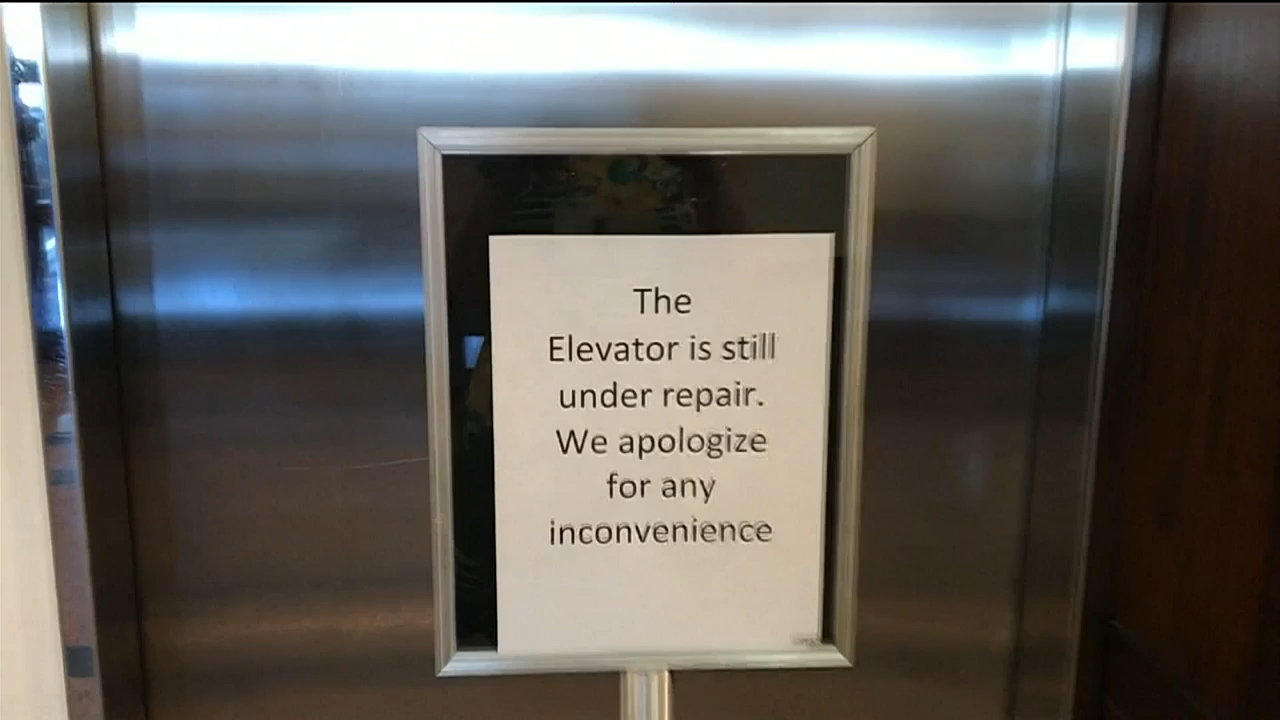 The
Elevator is still
under repair.
We apologize
for any
inconvenience